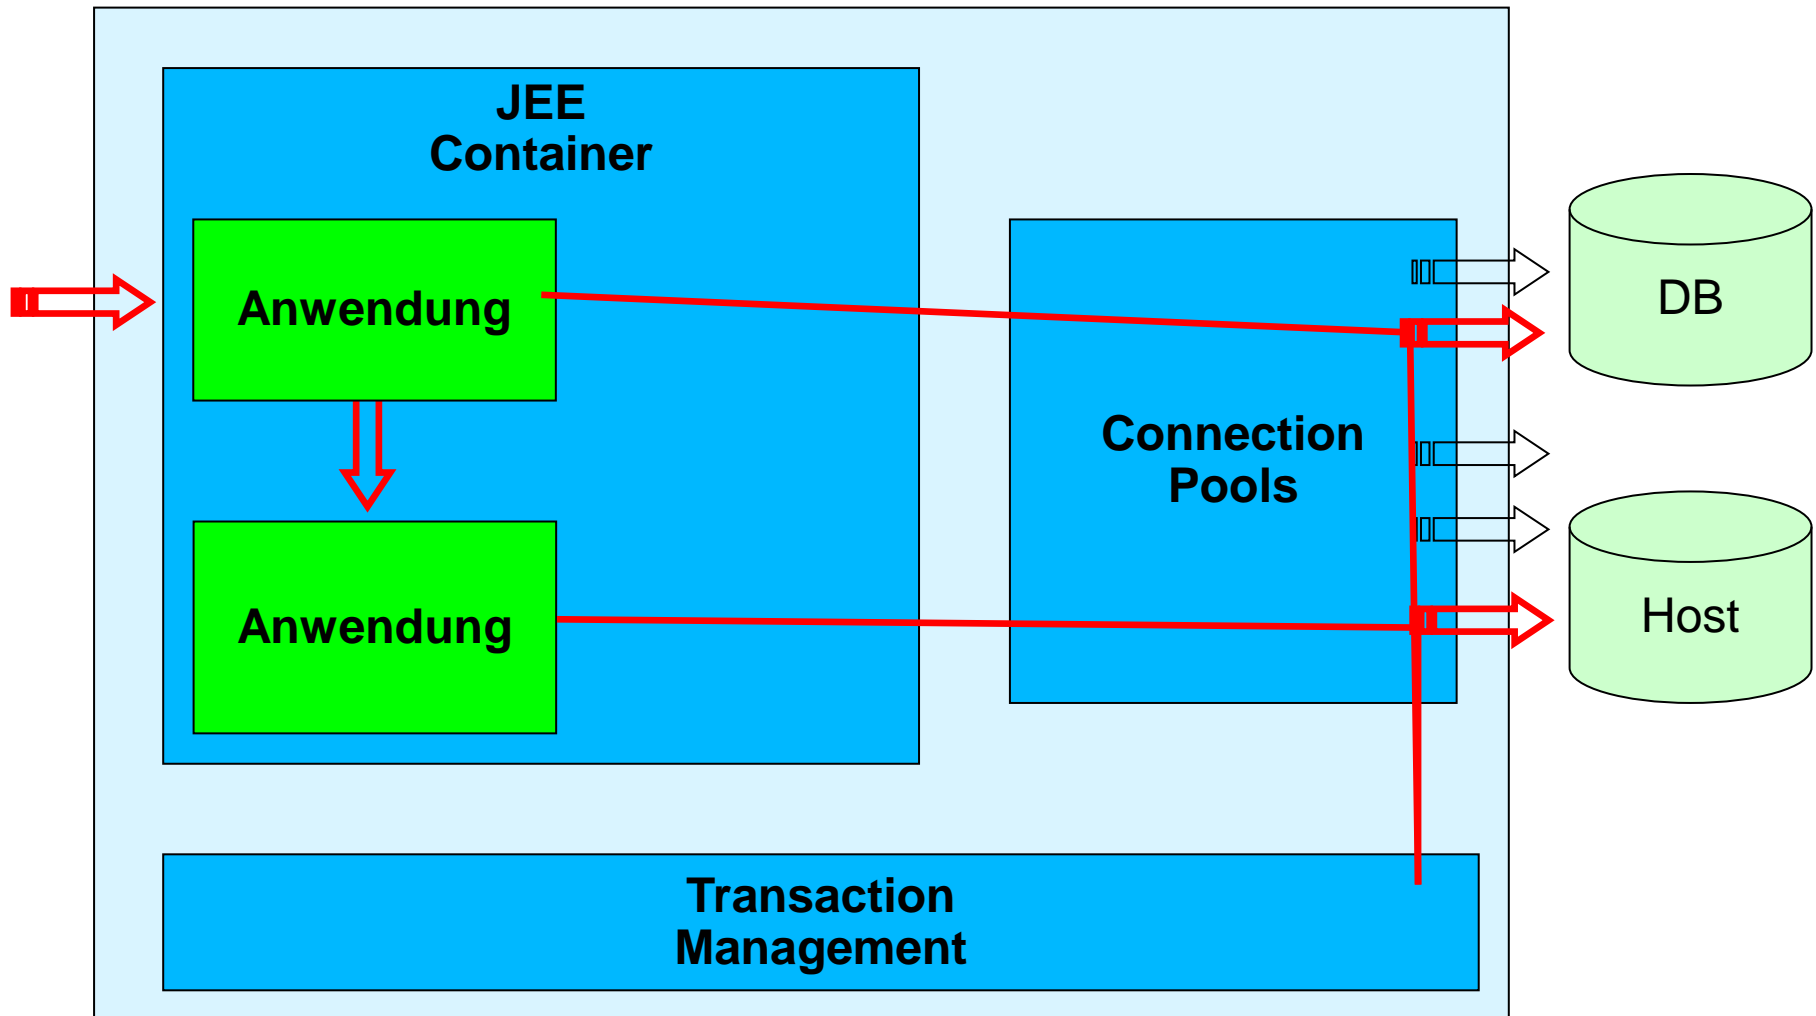 JEE
Container
Anwendung
Connection
Pools
DB
Anwendung
Host
Transaction
Management